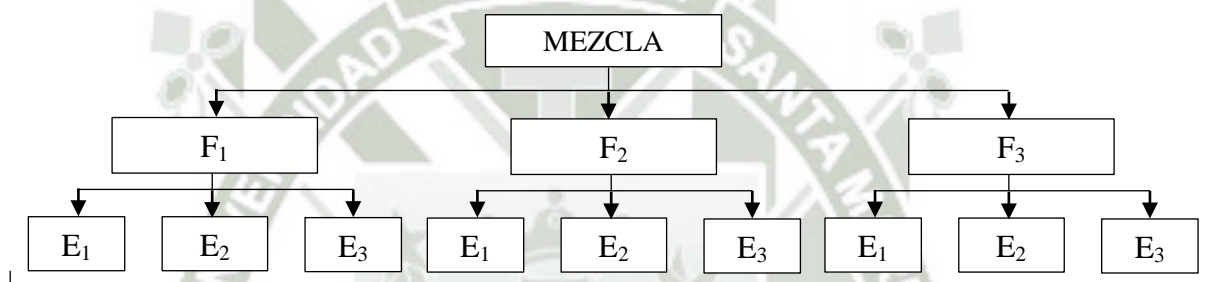 MEZCLA
F₁ F₂ F₃
E₁ E₂ E₃ E₁ E₂ E₃ E₁ E₂ E₃